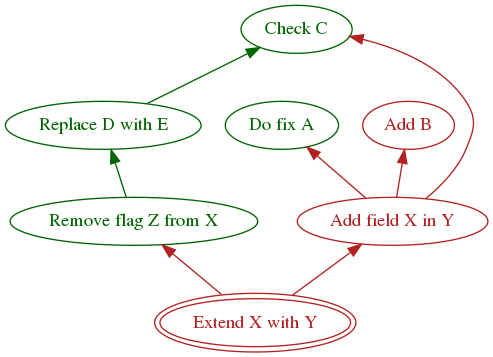 Check C
Replace D with E
Do fix A
Add B
Remove flag Z from X
Add field X in Y
Extend X with Y